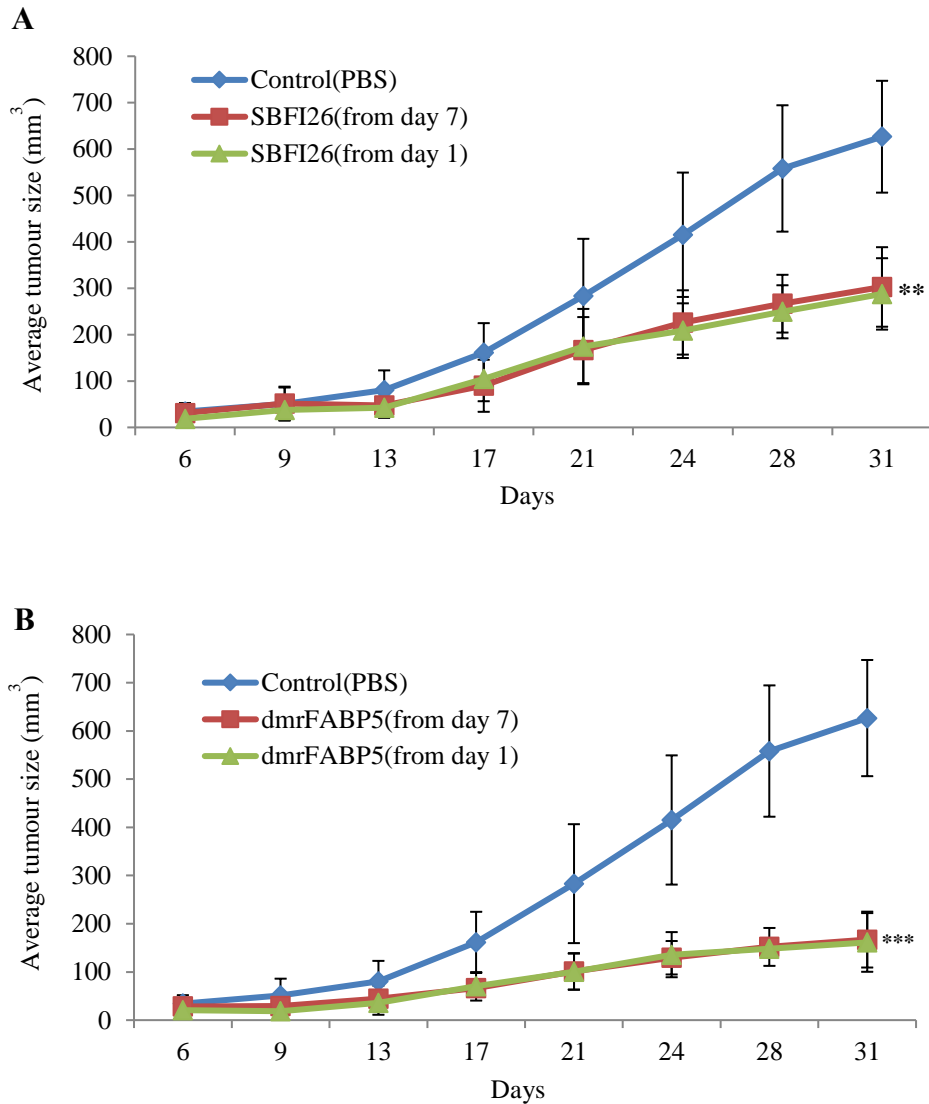 A
800
700
600
500
400
300
200
100
0
Average tumour size (mm³)
Control(PBS)
SBFI26(from day 7)
SBFI26(from day 1)
**
6 9 13 17 21 24 28 31
Days
B
800
700
600
500
400
300
200
100
0
Average tumour size (mm³)
Control(PBS)
dmrFABP5(from day 7)
dmrFABP5(from day 1)
***
6 9 13 17 21 24 28 31
Days